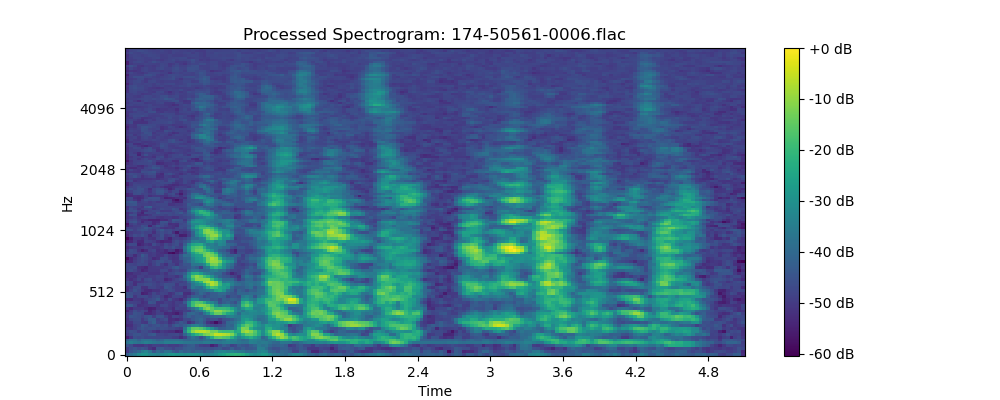 Processed Spectrogram: 174-50561-0006.flac
Hz
4096
2048
1024
512
0
0 0.6 1.2 1.8 2.4 3 3.6 4.2 4.8
Time
+0 dB
-10 dB
-20 dB
-30 dB
-40 dB
-50 dB
-60 dB